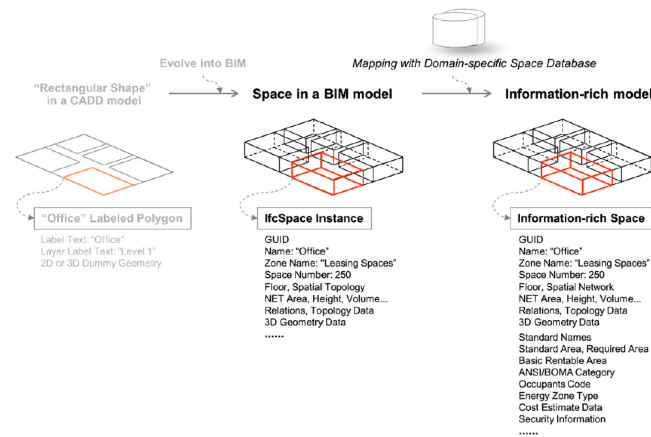 Evolve into BIM
Mapping with Domain-specific Space Database
“Rectangular Shape”
in a CADD model
Space in a BIM model
Information-rich model
“Office” Labeled Polygon
Label Text: “Office”
Layer Label Text: “Level 1”
2D or 3D Dummy Geometry
IfcSpace Instance
GUID
Name: “Office”
Zone Name: “Leasing Spaces”
Space Number: 250
Floor, Spatial Topology
NET Area, Height, Volume...
Relations, Topology Data
3D Geometry Data
......
Information-rich Space
GUID
Name: “Office”
Zone Name: “Leasing Spaces”
Space Number: 250
Floor, Spatial Network
NET Area, Height, Volume...
Relations, Topology Data
3D Geometry Data
Standard Names
Standard Area, Required Area
Basic Rentable Area
ANSI/BOMA Category
Occupants Code
Energy Zone Type
Cost Estimate Data
Security Information
......